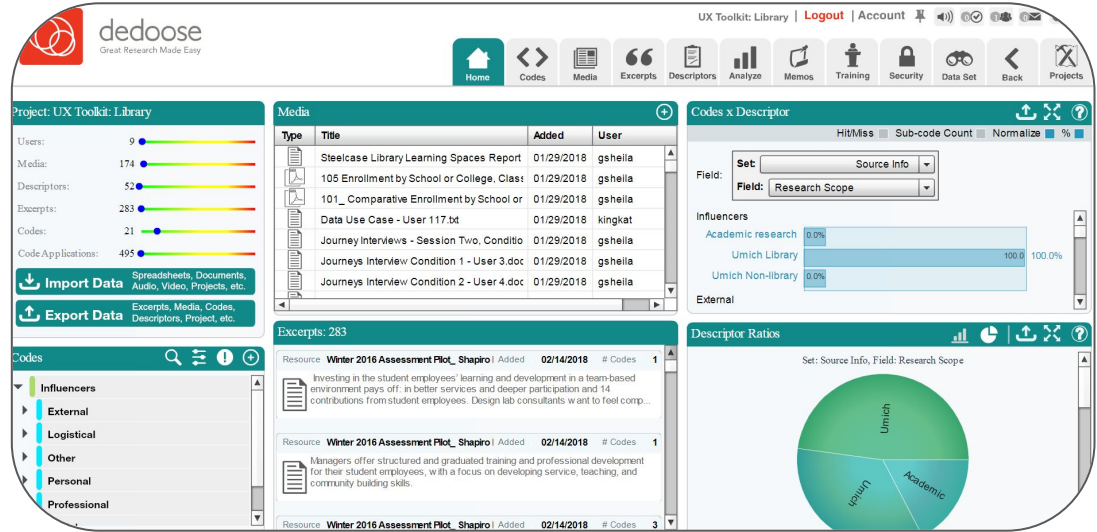 dedoose
Great Research Made Easy
UX Toolkit: Library | Logout | Account
Home
Codes
Media
Excerpts
Descriptors
Analyze
Memos
Training
Security
Data Set
Back
Projects
Project: UX Toolkit: Library
Users: 9
Media: 174
Descriptors: 52
Excerpts: 283
Codes: 21
Code Applications: 495
Import Data Spreadsheets, Documents,
Audio, Video, Projects, etc.
Export Data Excerpts, Media, Codes,
Descriptors, Project, etc.
Codes
Influencers
External
Logistical
Other
Personal
Professional
Media
Type Title Added User
Steelcase Library Learning Spaces Report 01/29/2018 gsheila
105 Enrollment by School or College, Class 01/29/2018 gsheila
101_ Comparative Enrollment by School or 01/29/2018 gsheila
Data Use Case - User 117.txt 01/29/2018 kingkat
Journey Interviews - Session Two, Conditio 01/29/2018 gsheila
Journeys Interview Condition 1 - User 3.doc 01/29/2018 gsheila
Journeys Interview Condition 2 - User 4.doc 01/29/2018 gsheila
Excerpts: 283
Resource Winter 2016 Assessment Pilot_ Shapiro | Added 02/14/2018 # Codes 1
Investing in the student employees' learning and development in a team-based
environment pays off: in better services and deeper participation and 14
contributions from student employees. Design lab consultants want to feel comp...
Resource Winter 2016 Assessment Pilot_ Shapiro | Added 02/14/2018 # Codes 1
Managers offer structured and graduated training and professional development
for their student employees, with a focus on developing service, teaching, and
community building skills.
Resource Winter 2016 Assessment Pilot_ Shapiro | Added 02/14/2018 # Codes 3
Codes x Descriptor
Hit/Miss Sub-code Count Normalize %
Field:
Set: Source Info
Field: Research Scope
Influencers
Academic research 0.0%
Umich Library 100.0 100.0%
Umich Non-library 0.0%
External
Descriptor Ratios
Set: Source Info, Field: Research Scope
Umich
Umich
Academic